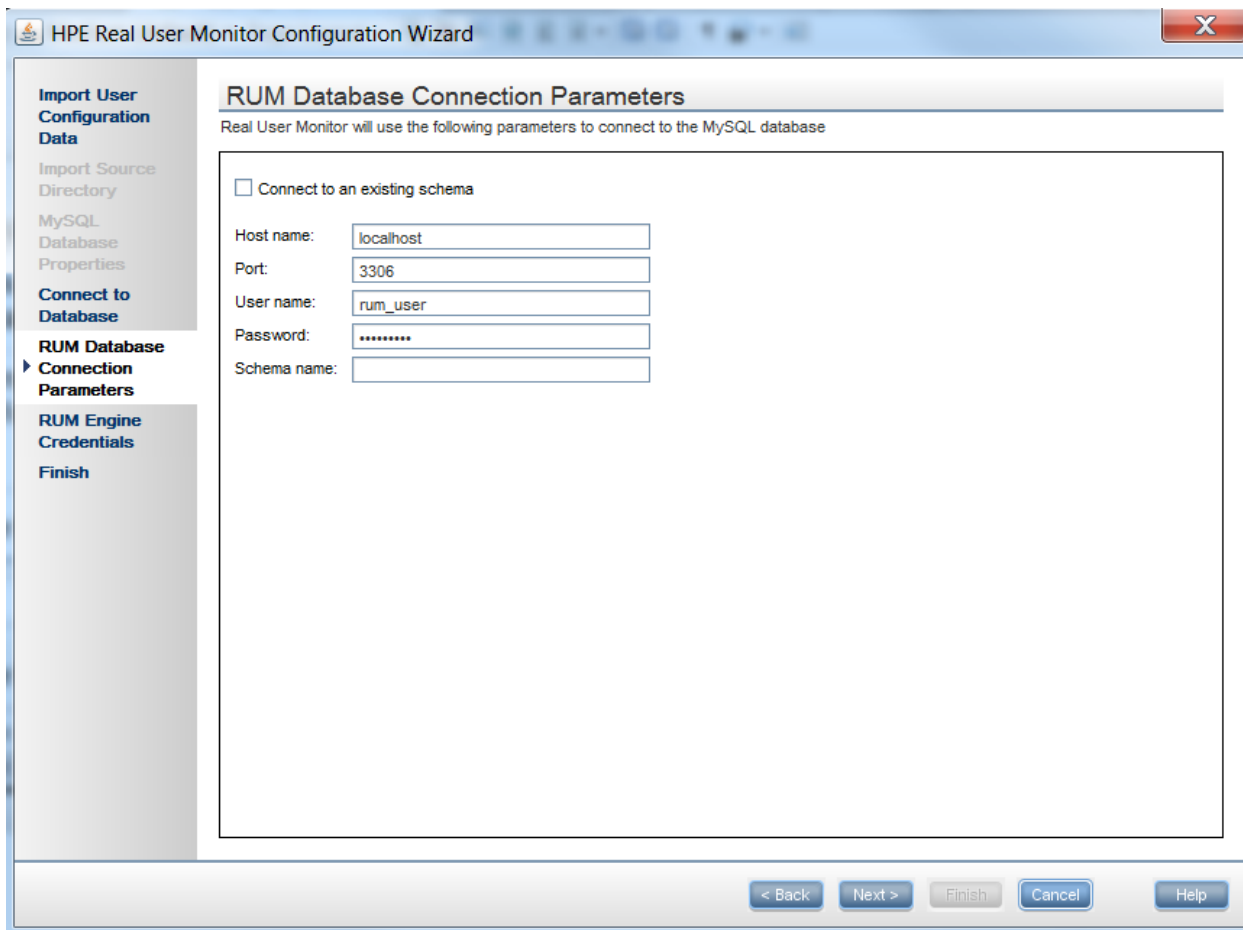 HPE Real User Monitor Configuration Wizard
X
Import User
Configuration
Data
Import Source
Directory
MySQL
Database
Properties
Connect to
Database
RUM Database
Connection
Parameters
RUM Engine
Credentials
Finish
RUM Database Connection Parameters
Real User Monitor will use the following parameters to connect to the MySQL database
Connect to an existing schema
Host name: localhost
Port: 3306
User name: rum_user
Password: •••••••••
Schema name:
< Back Next > Finish Cancel Help